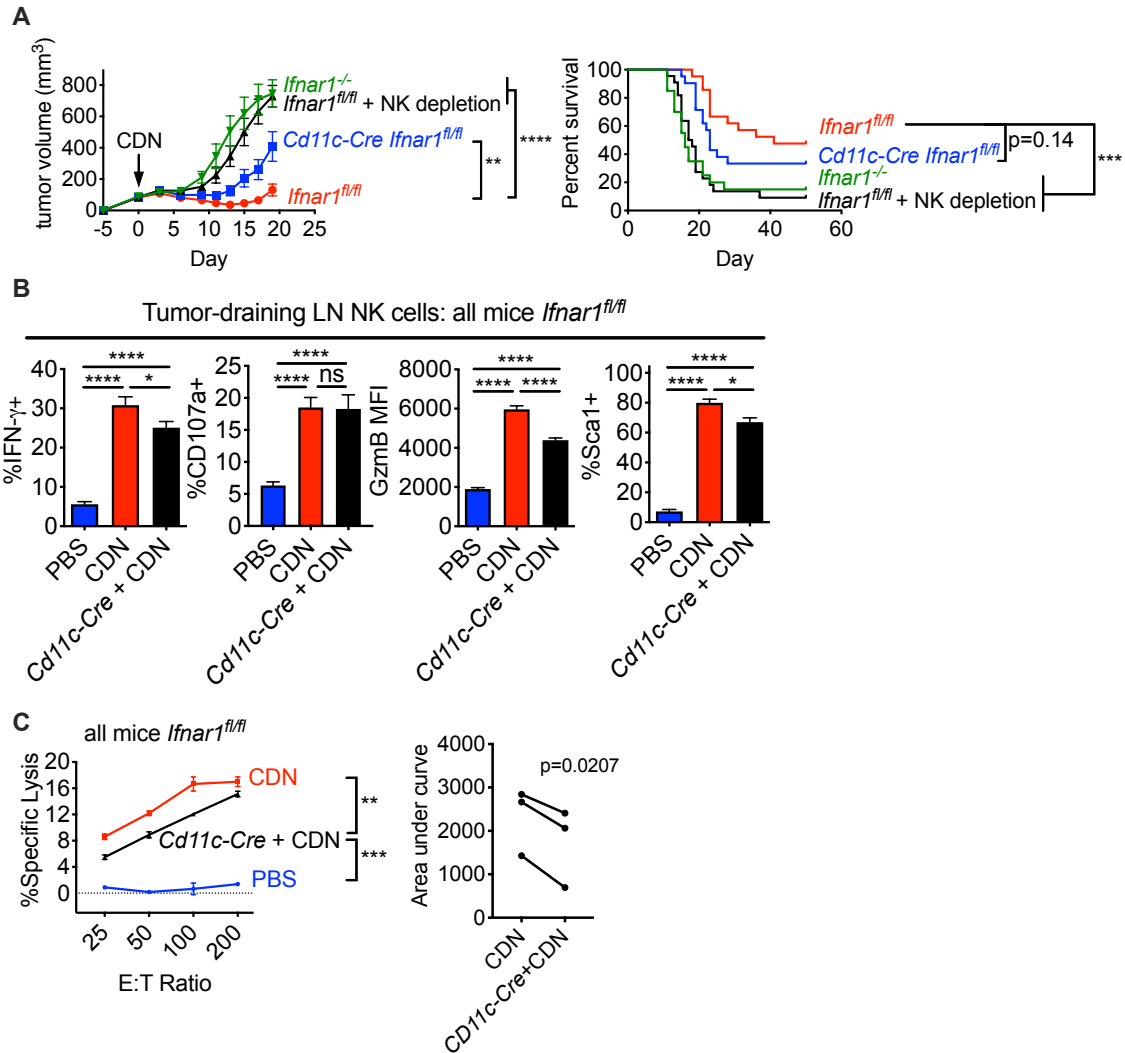 A
tumor volume (mm3)
800
600
400
200
0
CDN
-5 0 5 10 15 20 25
Day
Ifnar1-/-
Ifnar1fl/fl + NK depletion
Cd11c-Cre Ifnar1fl/fl
Ifnar1fl/fl
**
****
Percent survival
100
80
60
40
20
0
0 20 40 60
Day
Ifnar1fl/fl
Cd11c-Cre Ifnar1fl/fl
Ifnar1-/-
Ifnar1fl/fl + NK depletion
p=0.14
***
B
Tumor-draining LN NK cells: all mice Ifnar1fl/fl
%IFN-γ+
40
30
20
10
0
****
**** *
PBS
CDN
Cd11c-Cre + CDN
%CD107a+
25
20
15
10
5
0
****
**** ns
PBS
CDN
Cd11c-Cre + CDN
GzmB MFI
8000
6000
4000
2000
0
****
**** ****
PBS
CDN
Cd11c-Cre + CDN
%Sca1+
100
80
60
40
20
0
****
**** *
PBS
CDN
Cd11c-Cre + CDN
C
all mice Ifnar1fl/fl
%Specific Lysis
20
16
12
8
4
0
CDN
Cd11c-Cre + CDN
PBS
**
***
25 50 100 200
E:T Ratio
Area under curve
4000
3000
2000
1000
0
p=0.0207
CDN
CD11c-Cre+CDN